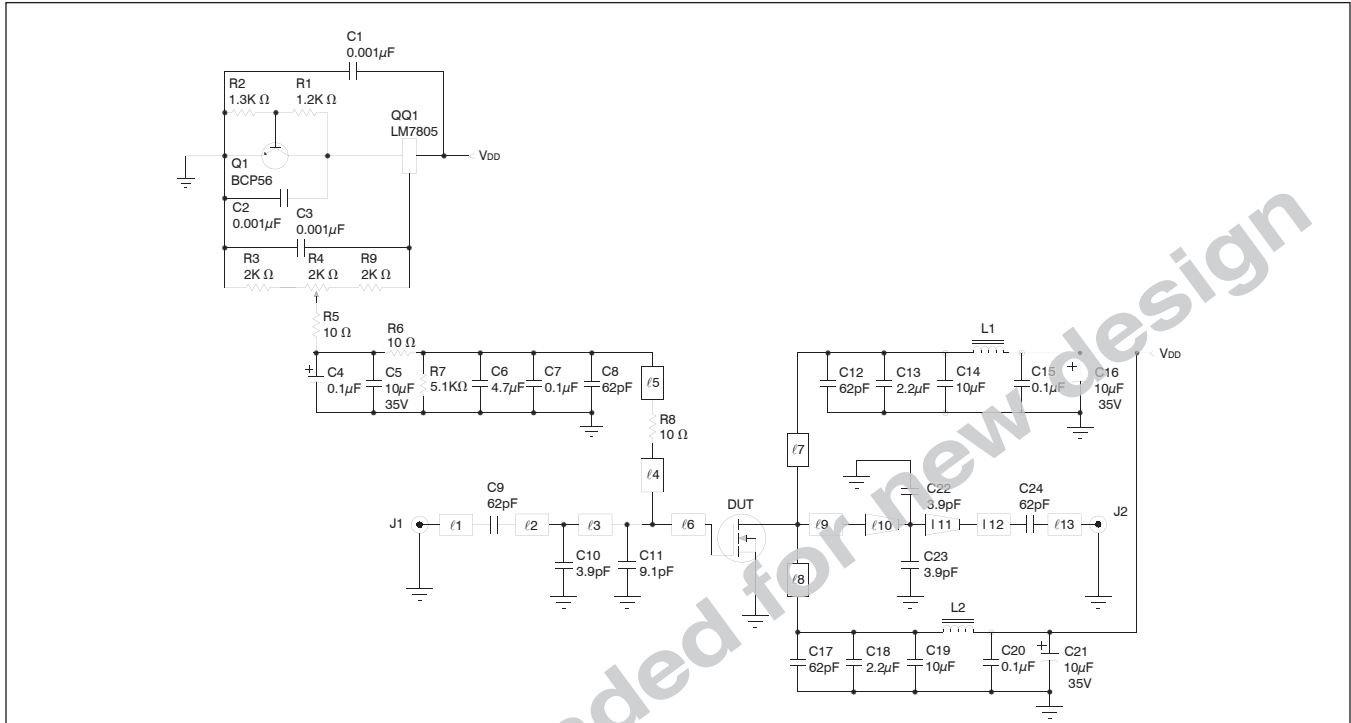 C1
0.001µF
R2
1.3K Ω
R1
1.2K Ω
QQ1
LM7805
VDD
Q1
BCP56
C2
0.001µF
C3
0.001µF
R3
2K Ω
R4
2K Ω
R9
2K Ω
R5
10 Ω
R6
10 Ω
+
C4
0.1µF
C5
10µF
35V
R7
5.1KΩ
C6
4.7µF
C7
0.1µF
C8
62pF
ℓ5
R8
10 Ω
ℓ4
L1
VDD
C12
62pF
C13
2.2µF
C14
10µF
C15
0.1µF
+
C16
10µF
35V
ℓ7
J1
ℓ1
C9
62pF
ℓ2
ℓ3
C10
3.9pF
C11
9.1pF
ℓ6
DUT
ℓ9
ℓ10
C22
3.9pF
l 11
l 12
C24
62pF
ℓ13
J2
C23
3.9pF
ℓ8
L2
C17
62pF
C18
2.2µF
C19
10µF
C20
0.1µF
+
C21
10µF
35V
ded for new design